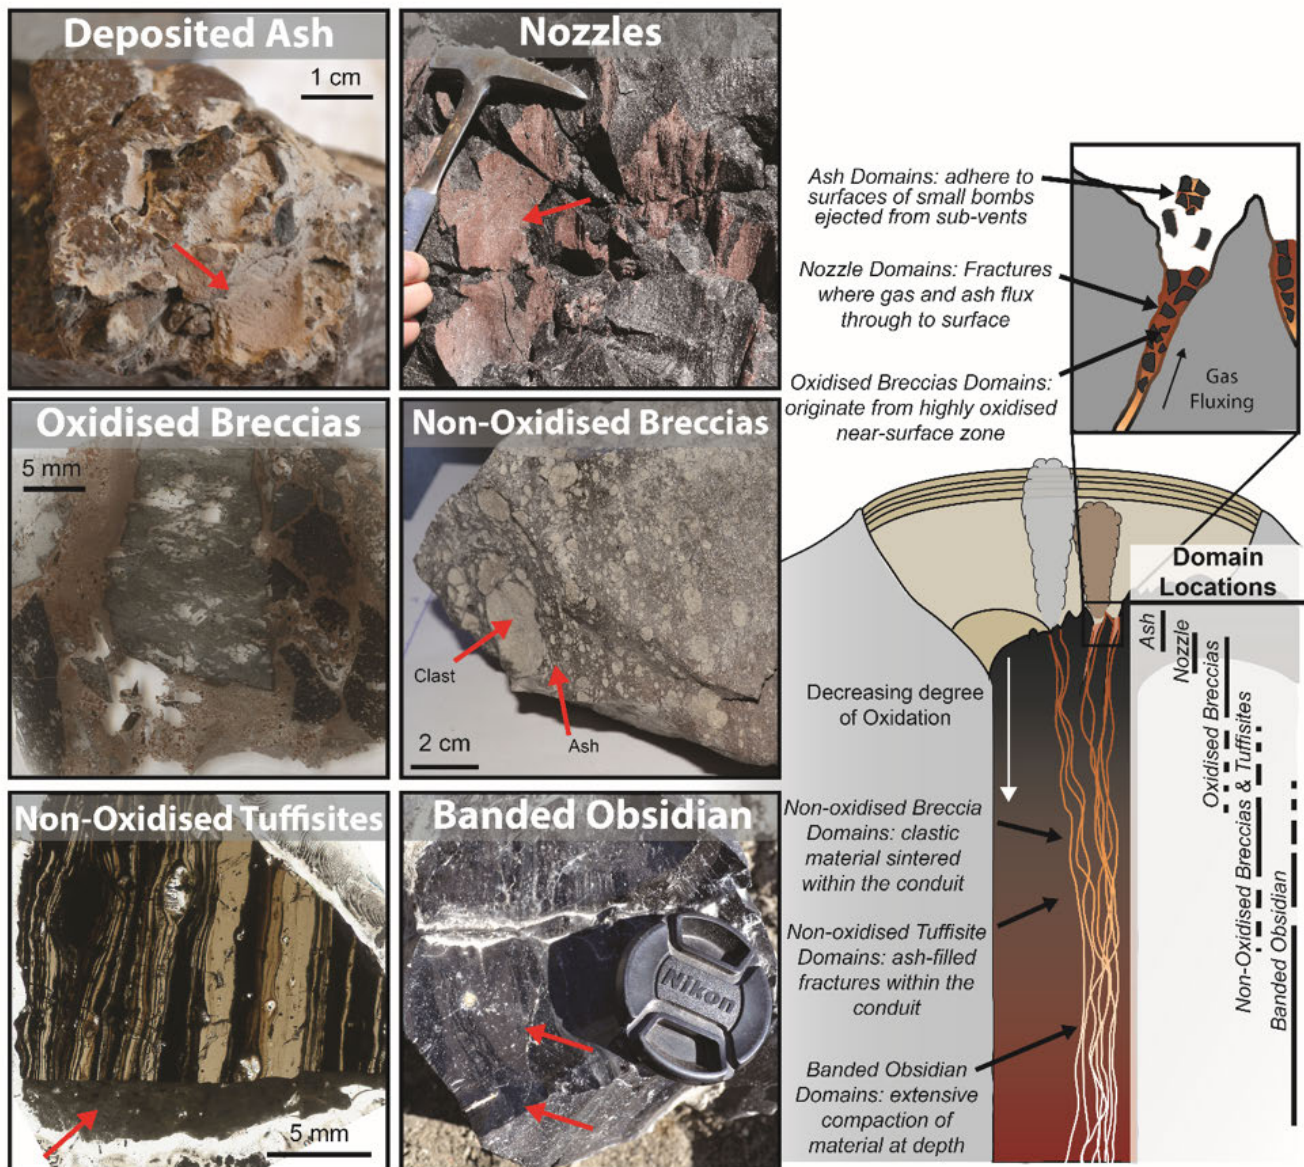 Deposited Ash
1 cm
Nozzles
Oxidised Breccias
5 mm
Non-Oxidised Breccias
Clast
Ash
2 cm
Non-Oxidised Tuffisites
5 mm
Banded Obsidian
Nikon
Ash Domains: adhere to
surfaces of small bombs
ejected from sub-vents
Nozzle Domains: Fractures
where gas and ash flux
through to surface
Oxidised Breccias Domains:
originate from highly oxidised
near-surface zone
Gas
Fluxing
Domain
Locations
Ash
Nozzle
Oxidised Breccias
Non-Oxidised Breccias & Tuffisites
Banded Obsidian
Decreasing degree
of Oxidation
Non-oxidised Breccia
Domains: clastic
material sintered
within the conduit
Non-oxidised Tuffisite
Domains: ash-filled
fractures within the
conduit
Banded Obsidian
Domains: extensive
compaction of
material at depth